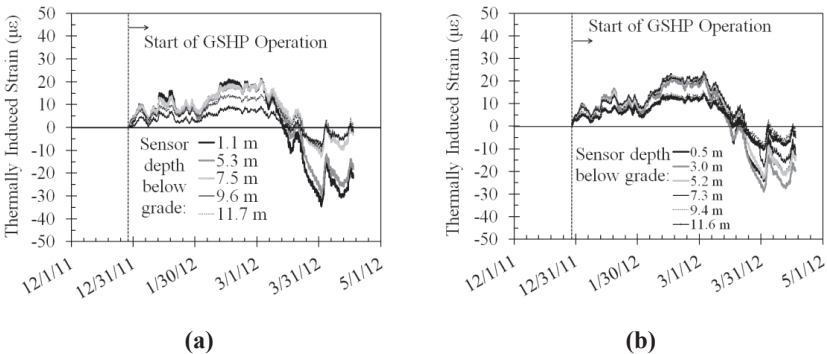 Thermally Induced Strain (με)
50
40
30
20
10
0
-10
-20
-30
-40
-50
Start of GSHP Operation
Sensor depth below grade:
1.1 m
5.3 m
7.5 m
9.6 m
11.7 m
12/1/11
12/31/11
1/30/12
3/1/12
3/31/12
5/1/12
(a)
Thermally Induced Strain (με)
50
40
30
20
10
0
-10
-20
-30
-40
-50
Start of GSHP Operation
Sensor depth
below grade:
0.5 m
3.0 m
5.2 m
7.3 m
9.4 m
11.6 m
12/1/11
12/31/11
1/30/12
3/1/12
3/31/12
5/1/12
(b)